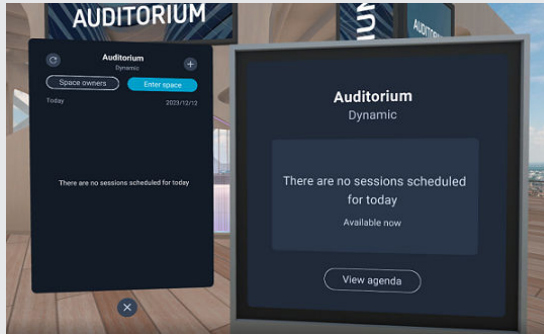 AUDITORIUM
Auditorium
Dynamic
Space owners
Enter space
Today
2023/12/12
There are no sessions scheduled for today
Auditorium
Dynamic
There are no sessions scheduled
for today
Available now
View agenda